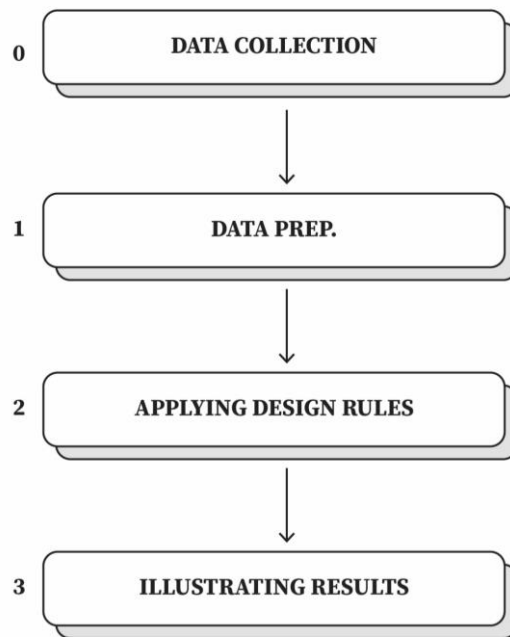 0 DATA COLLECTION
1 DATA PREP.
2 APPLYING DESIGN RULES
3 ILLUSTRATING RESULTS